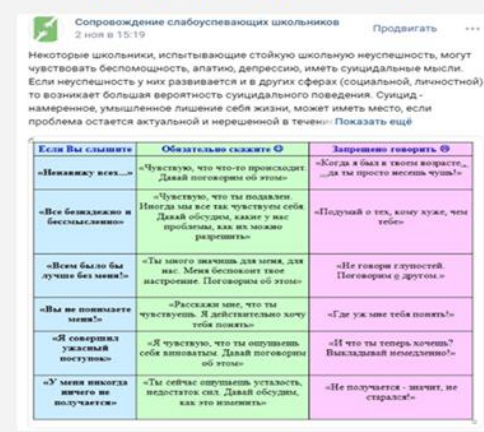 Сопровождение слабоуспевающих школьников
2 ноя в 15:19
Продвигать
Некоторые школьники, испытывающие стойкую школьную неуспешность, могут
чувствовать беспомощность, апатию, депрессию, иметь суицидальные мысли.
Если неуспешность у них развивается и в других сферах (социальной, личностной)
то возникает большая вероятность суицидального поведения. Суицид -
намеренное, умышленное лишение себя жизни, может иметь место, если
проблема остается актуальной и нерешенной в течени Показать ещё
Если Вы слышите
Обязательно скажите ☺
Запрещено говорить ☹
«Ненавижу всех...»
«Чувствую, что что-то происходит.
Давай поговорим об этом»
«Когда я был в твоем возрасте...
...да ты просто несешь чушь!»
«Все безнадежно и
бессмысленно»
«Чувствую, что ты подавлен.
Иногда мы все так чувствуем себя.
Давай обсудим, какие у нас
проблемы, как их можно
разрешить»
«Подумай о тех, кому хуже, чем
тебе»
«Всем было бы
лучше без меня!»
«Ты много значишь для меня, для
нас. Меня беспокоит твое
настроение. Поговорим об этом»
«Не говори глупостей.
Поговорим о другом.»
«Вы не понимаете
меня!»
«Расскажи мне, что ты
чувствуешь. Я действительно хочу
тебя понять»
«Где уж мне тебя понять!»
«Я совершил
ужасный
поступок»
«Я чувствую, что ты ощущаешь
себя виноватым. Давай поговорим
об этом»
«И что ты теперь хочешь?
Выкладывай немедленно!»
«У меня никогда
ничего не
получается»
«Ты сейчас ощущаешь усталость,
недостаток сил. Давай обсудим,
как это изменить»
«Не получается - значит, не
старался!»